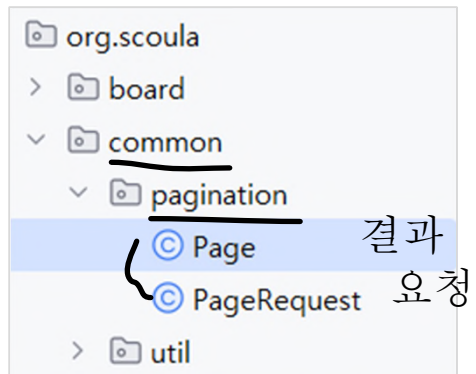 org.scoula
board
common
pagination
Page 결과
PageRequest 요청
util